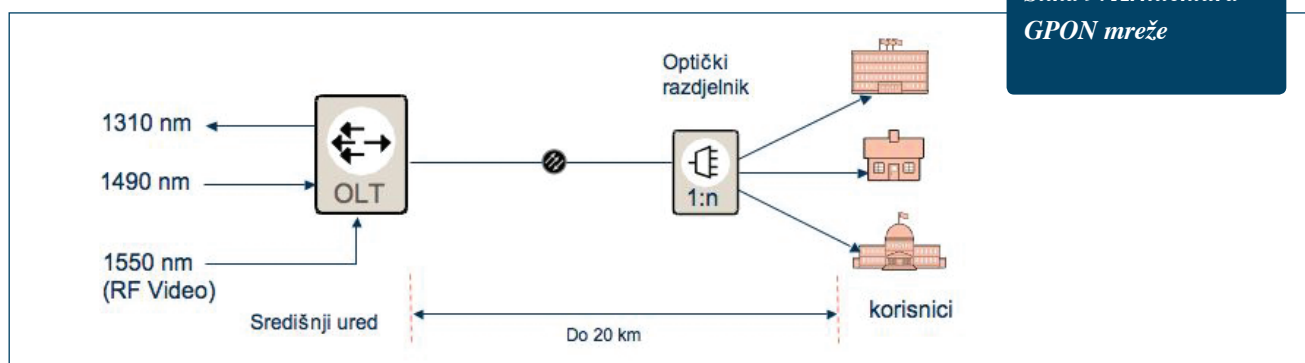 GPON mreže
Optički
razdjelnik
1310 nm
1490 nm
OLT
1:n
1550 nm
(RF Video)
Središnji ured
Do 20 km
korisnici